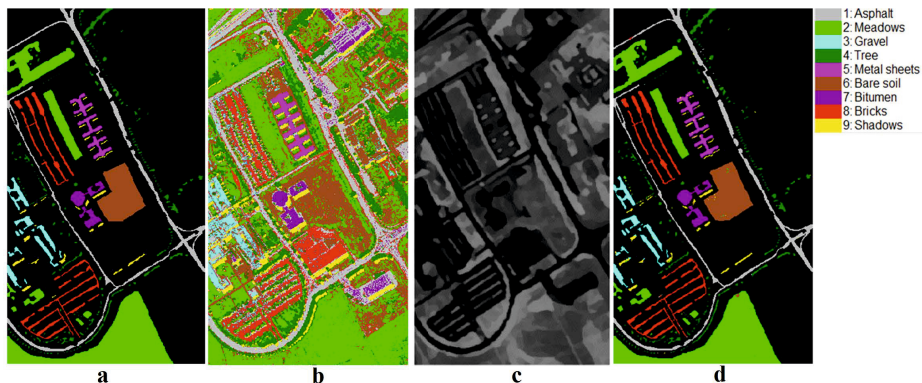 1: Asphalt
2: Meadows
3: Gravel
4: Tree
5: Metal sheets
6: Bare soil
7: Bitumen
8: Bricks
9: Shadows
a b c d